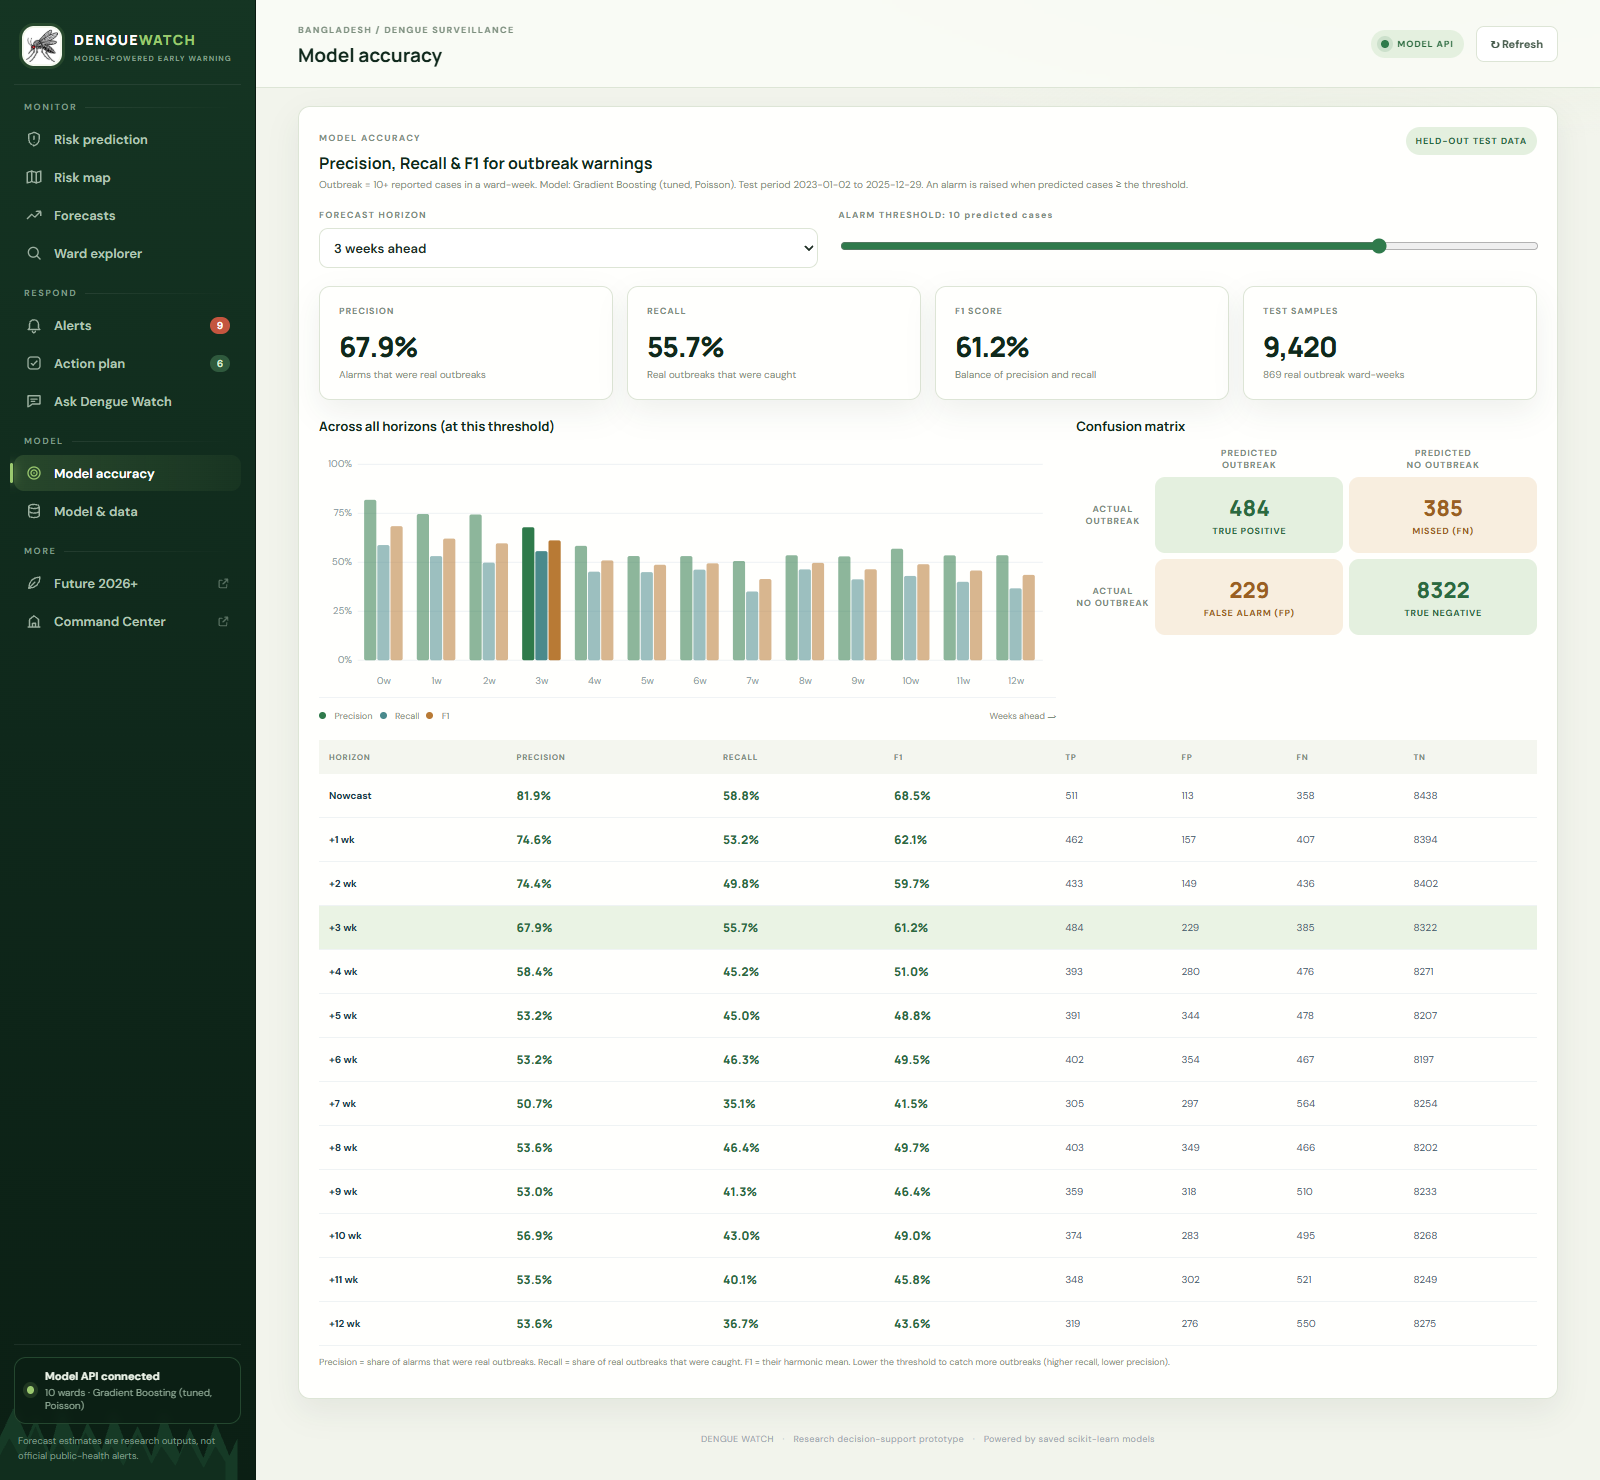 DENGUEWATCH
MODEL-POWERED EARLY WARNING
MONITOR
Risk prediction
Risk map
Forecasts
Ward explorer
RESPOND
Alerts 9
Action plan 6
Ask Dengue Watch
MODEL
Model accuracy
Model & data
MORE
Future 2026+
Command Center
Model API connected
10 wards · Gradient Boosting (tuned,
Poisson)
Forecast estimates are research outputs, not
official public-health alerts.
BANGLADESH / DENGUE SURVEILLANCE
Model accuracy
MODEL API
↻ Refresh
MODEL ACCURACY
Precision, Recall & F1 for outbreak warnings
HELD-OUT TEST DATA
Outbreak = 10+ reported cases in a ward-week. Model: Gradient Boosting (tuned, Poisson). Test period 2023-01-02 to 2025-12-29. An alarm is raised when predicted cases ≥ the threshold.
FORECAST HORIZON
3 weeks ahead
ALARM THRESHOLD: 10 predicted cases
PRECISION
67.9%
Alarms that were real outbreaks
RECALL
55.7%
Real outbreaks that were caught
F1 SCORE
61.2%
Balance of precision and recall
TEST SAMPLES
9,420
869 real outbreak ward-weeks
Across all horizons (at this threshold)
100%
75%
50%
25%
0%
0w 1w 2w 3w 4w 5w 6w 7w 8w 9w 10w 11w 12w
Precision Recall F1
Weeks ahead →
Confusion matrix
PREDICTED
OUTBREAK
PREDICTED
NO OUTBREAK
ACTUAL
OUTBREAK
484
TRUE POSITIVE
385
MISSED (FN)
ACTUAL
NO OUTBREAK
229
FALSE ALARM (FP)
8322
TRUE NEGATIVE
HORIZON PRECISION RECALL F1 TP FP FN TN
Nowcast 81.9% 58.8% 68.5% 511 113 358 8438
+1 wk 74.6% 53.2% 62.1% 462 157 407 8394
+2 wk 74.4% 49.8% 59.7% 433 149 436 8402
+3 wk 67.9% 55.7% 61.2% 484 229 385 8322
+4 wk 58.4% 45.2% 51.0% 393 280 476 8271
+5 wk 53.2% 45.0% 48.8% 391 344 478 8207
+6 wk 53.2% 46.3% 49.5% 402 354 467 8197
+7 wk 50.7% 35.1% 41.5% 305 297 564 8254
+8 wk 53.6% 46.4% 49.7% 403 349 466 8202
+9 wk 53.0% 41.3% 46.4% 359 318 510 8233
+10 wk 56.9% 43.0% 49.0% 374 283 495 8268
+11 wk 53.5% 40.1% 45.8% 348 302 521 8249
+12 wk 53.6% 36.7% 43.6% 319 276 550 8275
Precision = share of alarms that were real outbreaks. Recall = share of real outbreaks that were caught. F1 = their harmonic mean. Lower the threshold to catch more outbreaks (higher recall, lower precision).
DENGUE WATCH · Research decision-support prototype · Powered by saved scikit-learn models